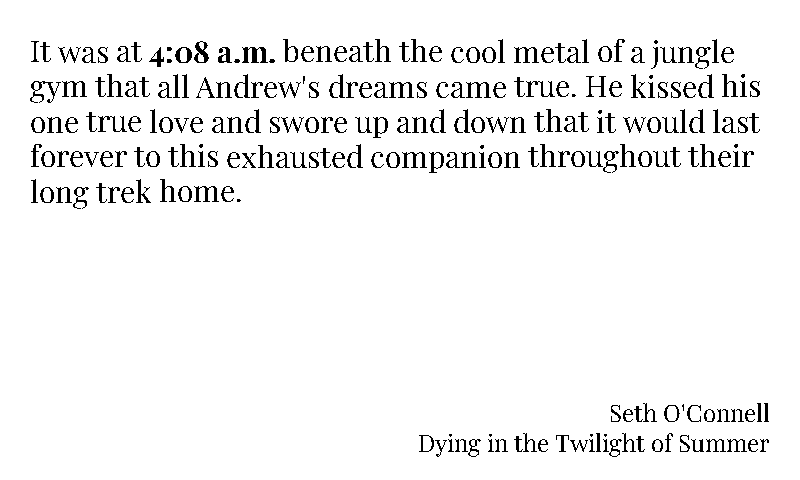 It was at 4:08 a.m. beneath the cool metal of a jungle
gym that all Andrew's dreams came true. He kissed his
one true love and swore up and down that it would last
forever to this exhausted companion throughout their
long trek home.
Seth O'Connell
Dying in the Twilight of Summer